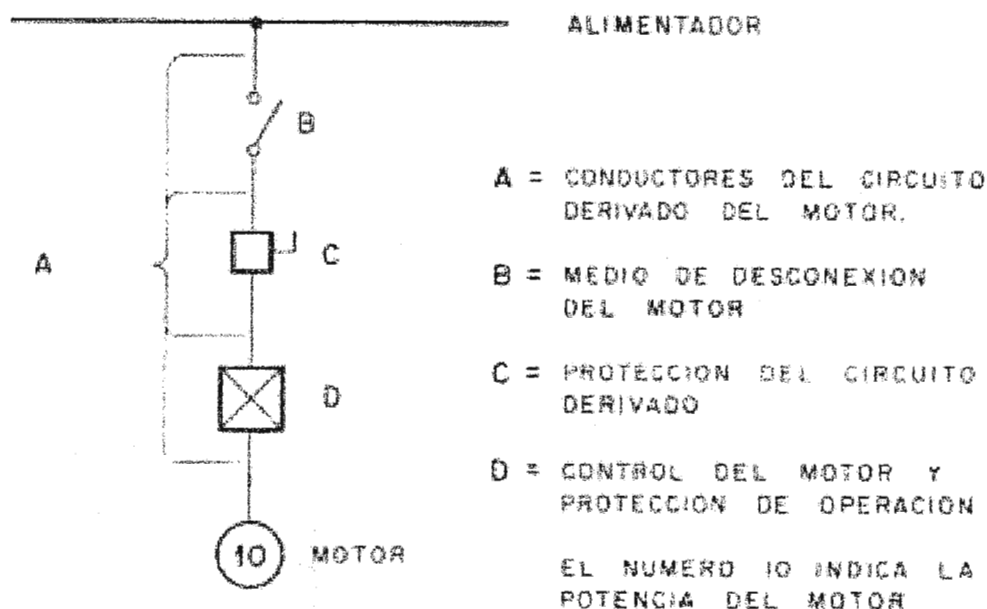 ALIMENTADOR
B
A = CONDUCTORES DEL CIRCUITO
DERIVADO DEL MOTOR.
C
A
B = MEDIO DE DESCONEXION
DEL MOTOR
C = PROTECCION DEL CIRCUITO
DERIVADO
D
D = CONTROL DEL MOTOR Y
PROTECCION DE OPERACIÓN
10 MOTOR
EL NUMERO 10 INDICA LA
POTENCIA DEL MOTOR